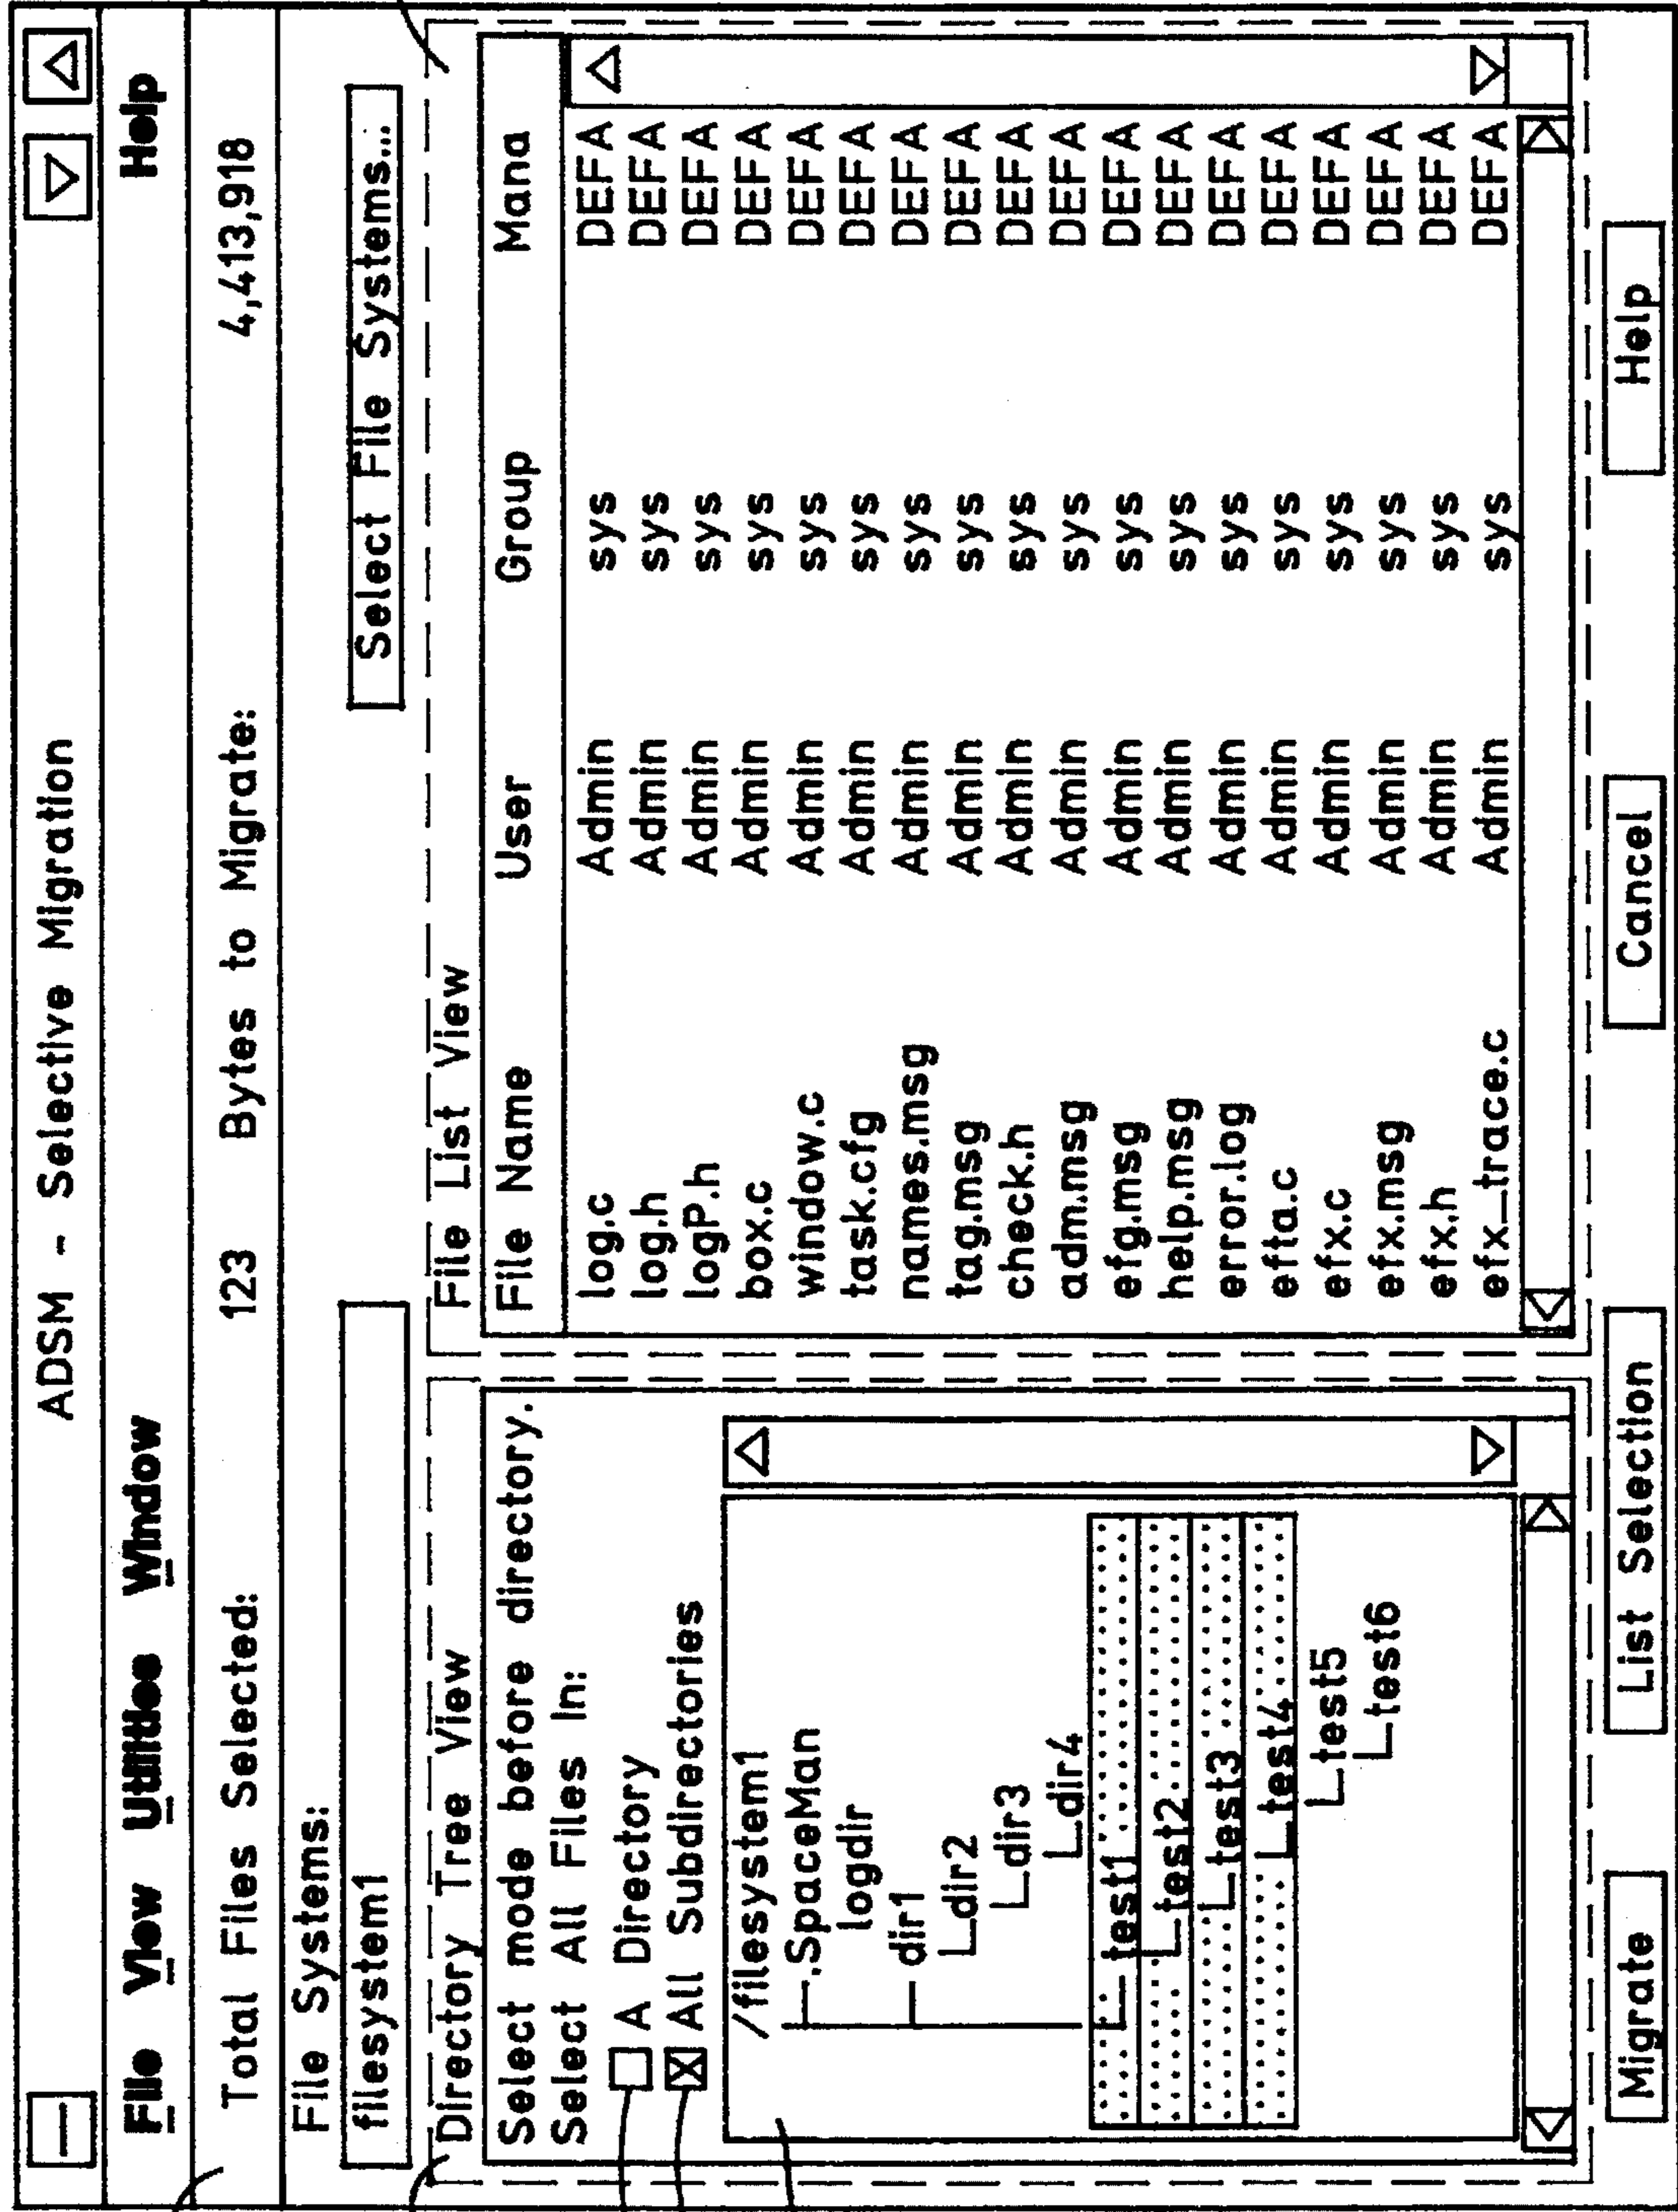 ADSM - Selective Migration
File View Utilities Window Help
Total Files Selected: 123 Bytes to Migrate: 4,413,918
File Systems:
filesystem1
Select File Systems...
Directory Tree View
Select mode before directory.
Select All Files In:
A Directory
All Subdirectories
/filesystem1
.SpaceMan
logdir
dir1
dir2
dir3
dir4
test1
test2
test3
test4
test5
test6
File List View
File Name User Group Mana
log.c Admin sys DEFA
log.h Admin sys DEFA
logP.h Admin sys DEFA
box.c Admin sys DEFA
window.c Admin sys DEFA
task.cfg Admin sys DEFA
names.msg Admin sys DEFA
tag.msg Admin sys DEFA
check.h Admin sys DEFA
adm.msg Admin sys DEFA
efg.msg Admin sys DEFA
help.msg Admin sys DEFA
error.log Admin sys DEFA
efta.c Admin sys DEFA
efx.c Admin sys DEFA
efx.msg Admin sys DEFA
efx.h Admin sys DEFA
efx_trace.c Admin sys DEFA
Migrate List Selection Cancel Help